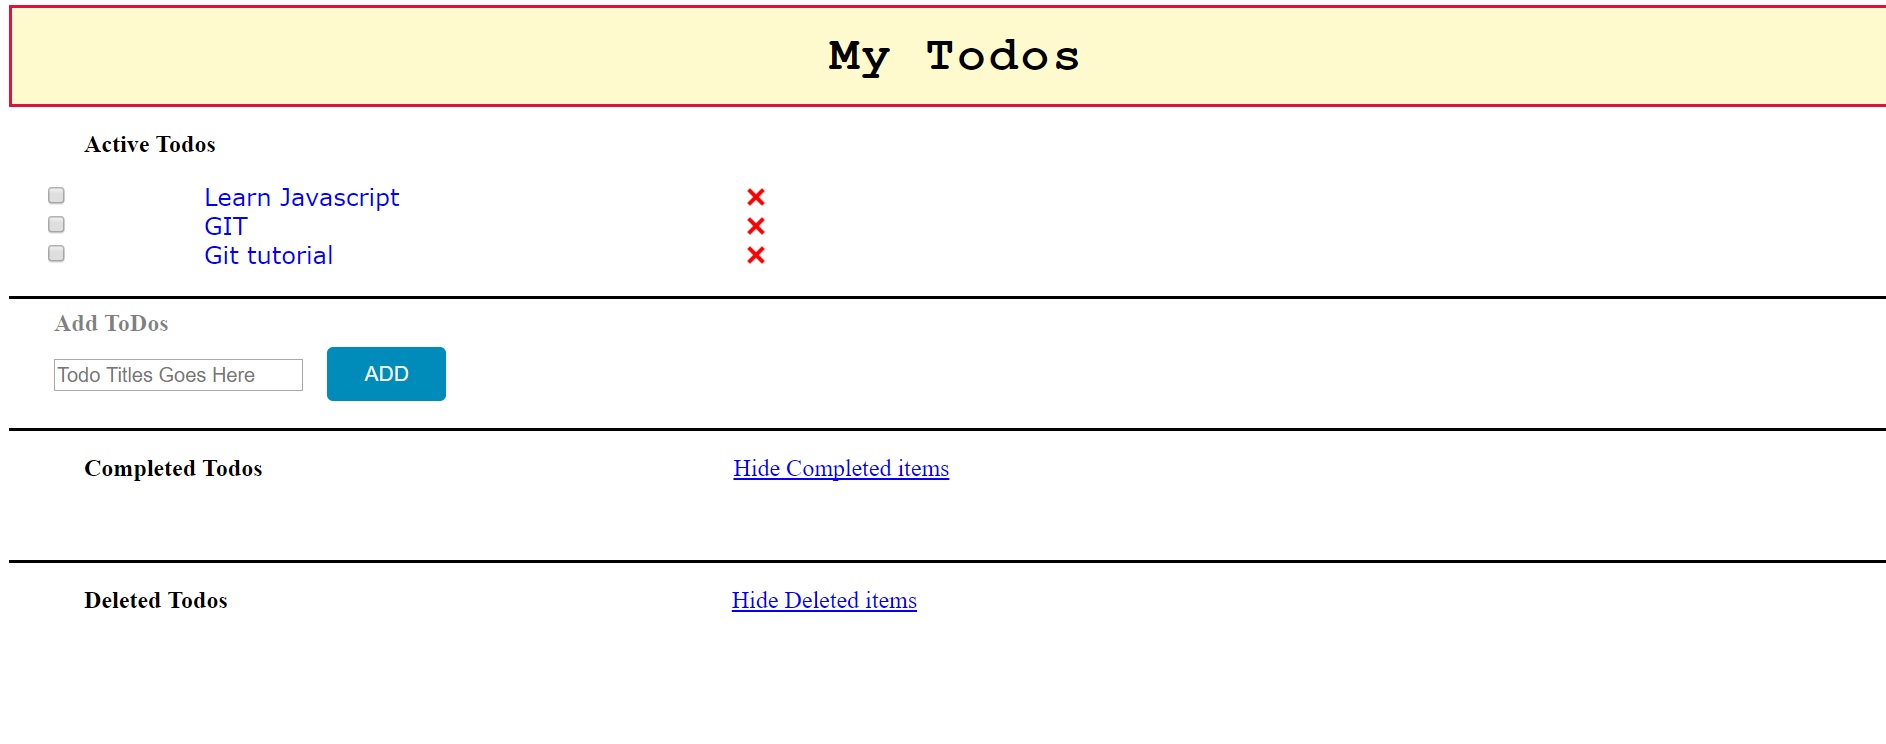 My Todos
Active Todos
Learn Javascript
GIT
Git tutorial
Add ToDos
Todo Titles Goes Here
ADD
Completed Todos
Hide Completed items
Deleted Todos
Hide Deleted items